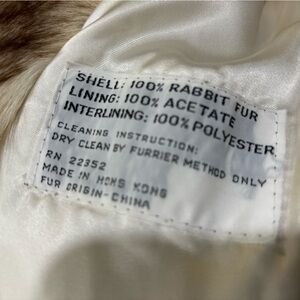 SHELL: 100% RABBIT FUR
LINING: 100% ACETATE
INTERLINING: 100% POLYESTER
CLEANING INSTRUCTION:
DRY CLEAN BY FURRIER METHOD ONLY
RN 22352
MADE IN HONG KONG
FUR ORIGIN-CHINA